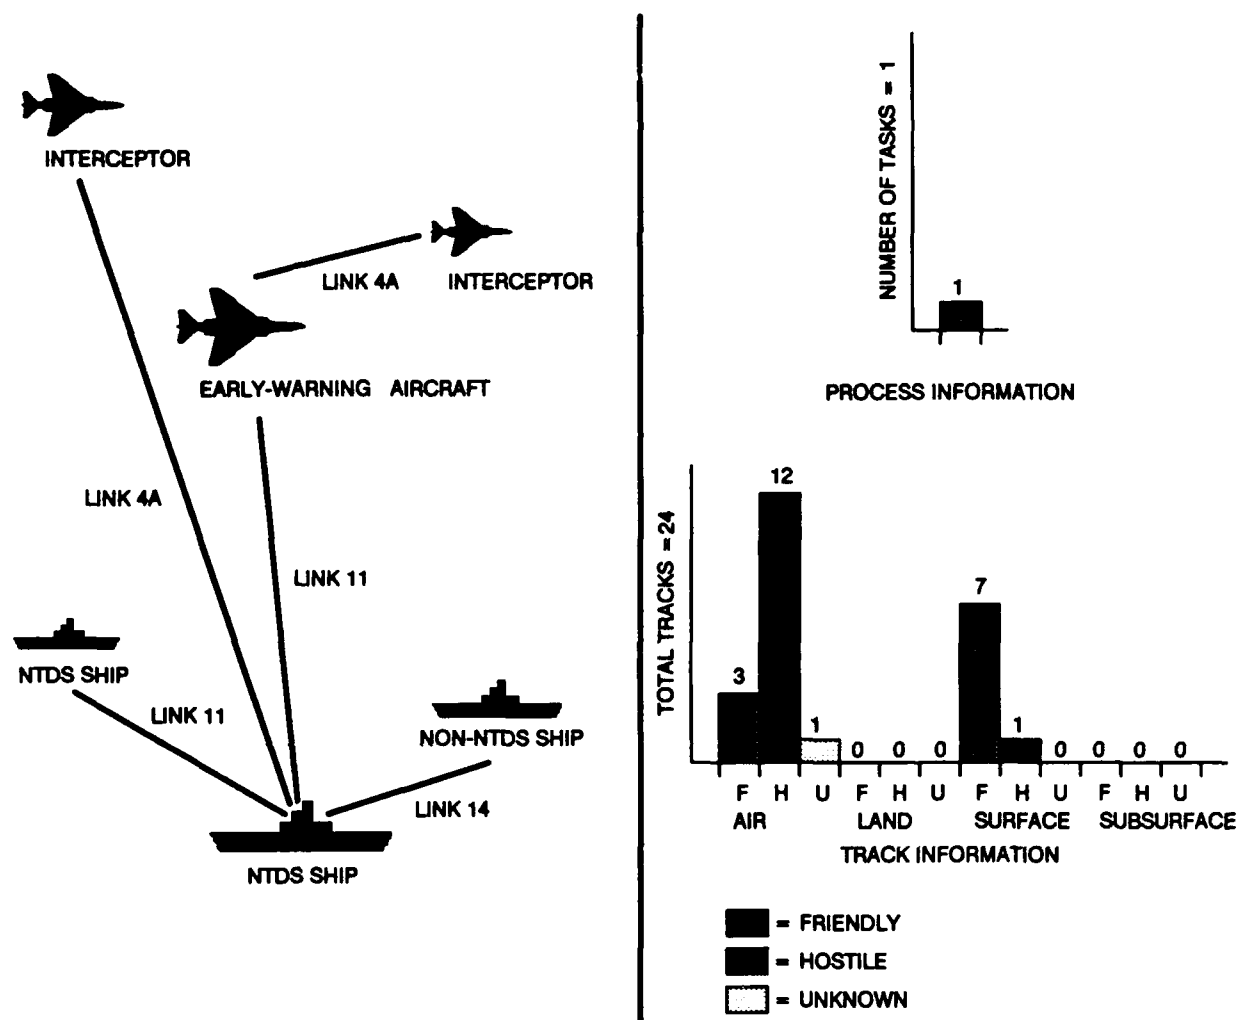 INTERCEPTOR
LINK 4A
INTERCEPTOR
EARLY-WARNING AIRCRAFT
LINK 4A
LINK 11
NTDS SHIP
LINK 11
NON-NTDS SHIP
LINK 14
NTDS SHIP
NUMBER OF TASKS = 1
1
PROCESS INFORMATION
TOTAL TRACKS = 24
3 12 1 0 0 0 7 1 0 0 0 0
F H U F H U F H U F H U
AIR LAND SURFACE SUBSURFACE
TRACK INFORMATION
= FRIENDLY
= HOSTILE
= UNKNOWN